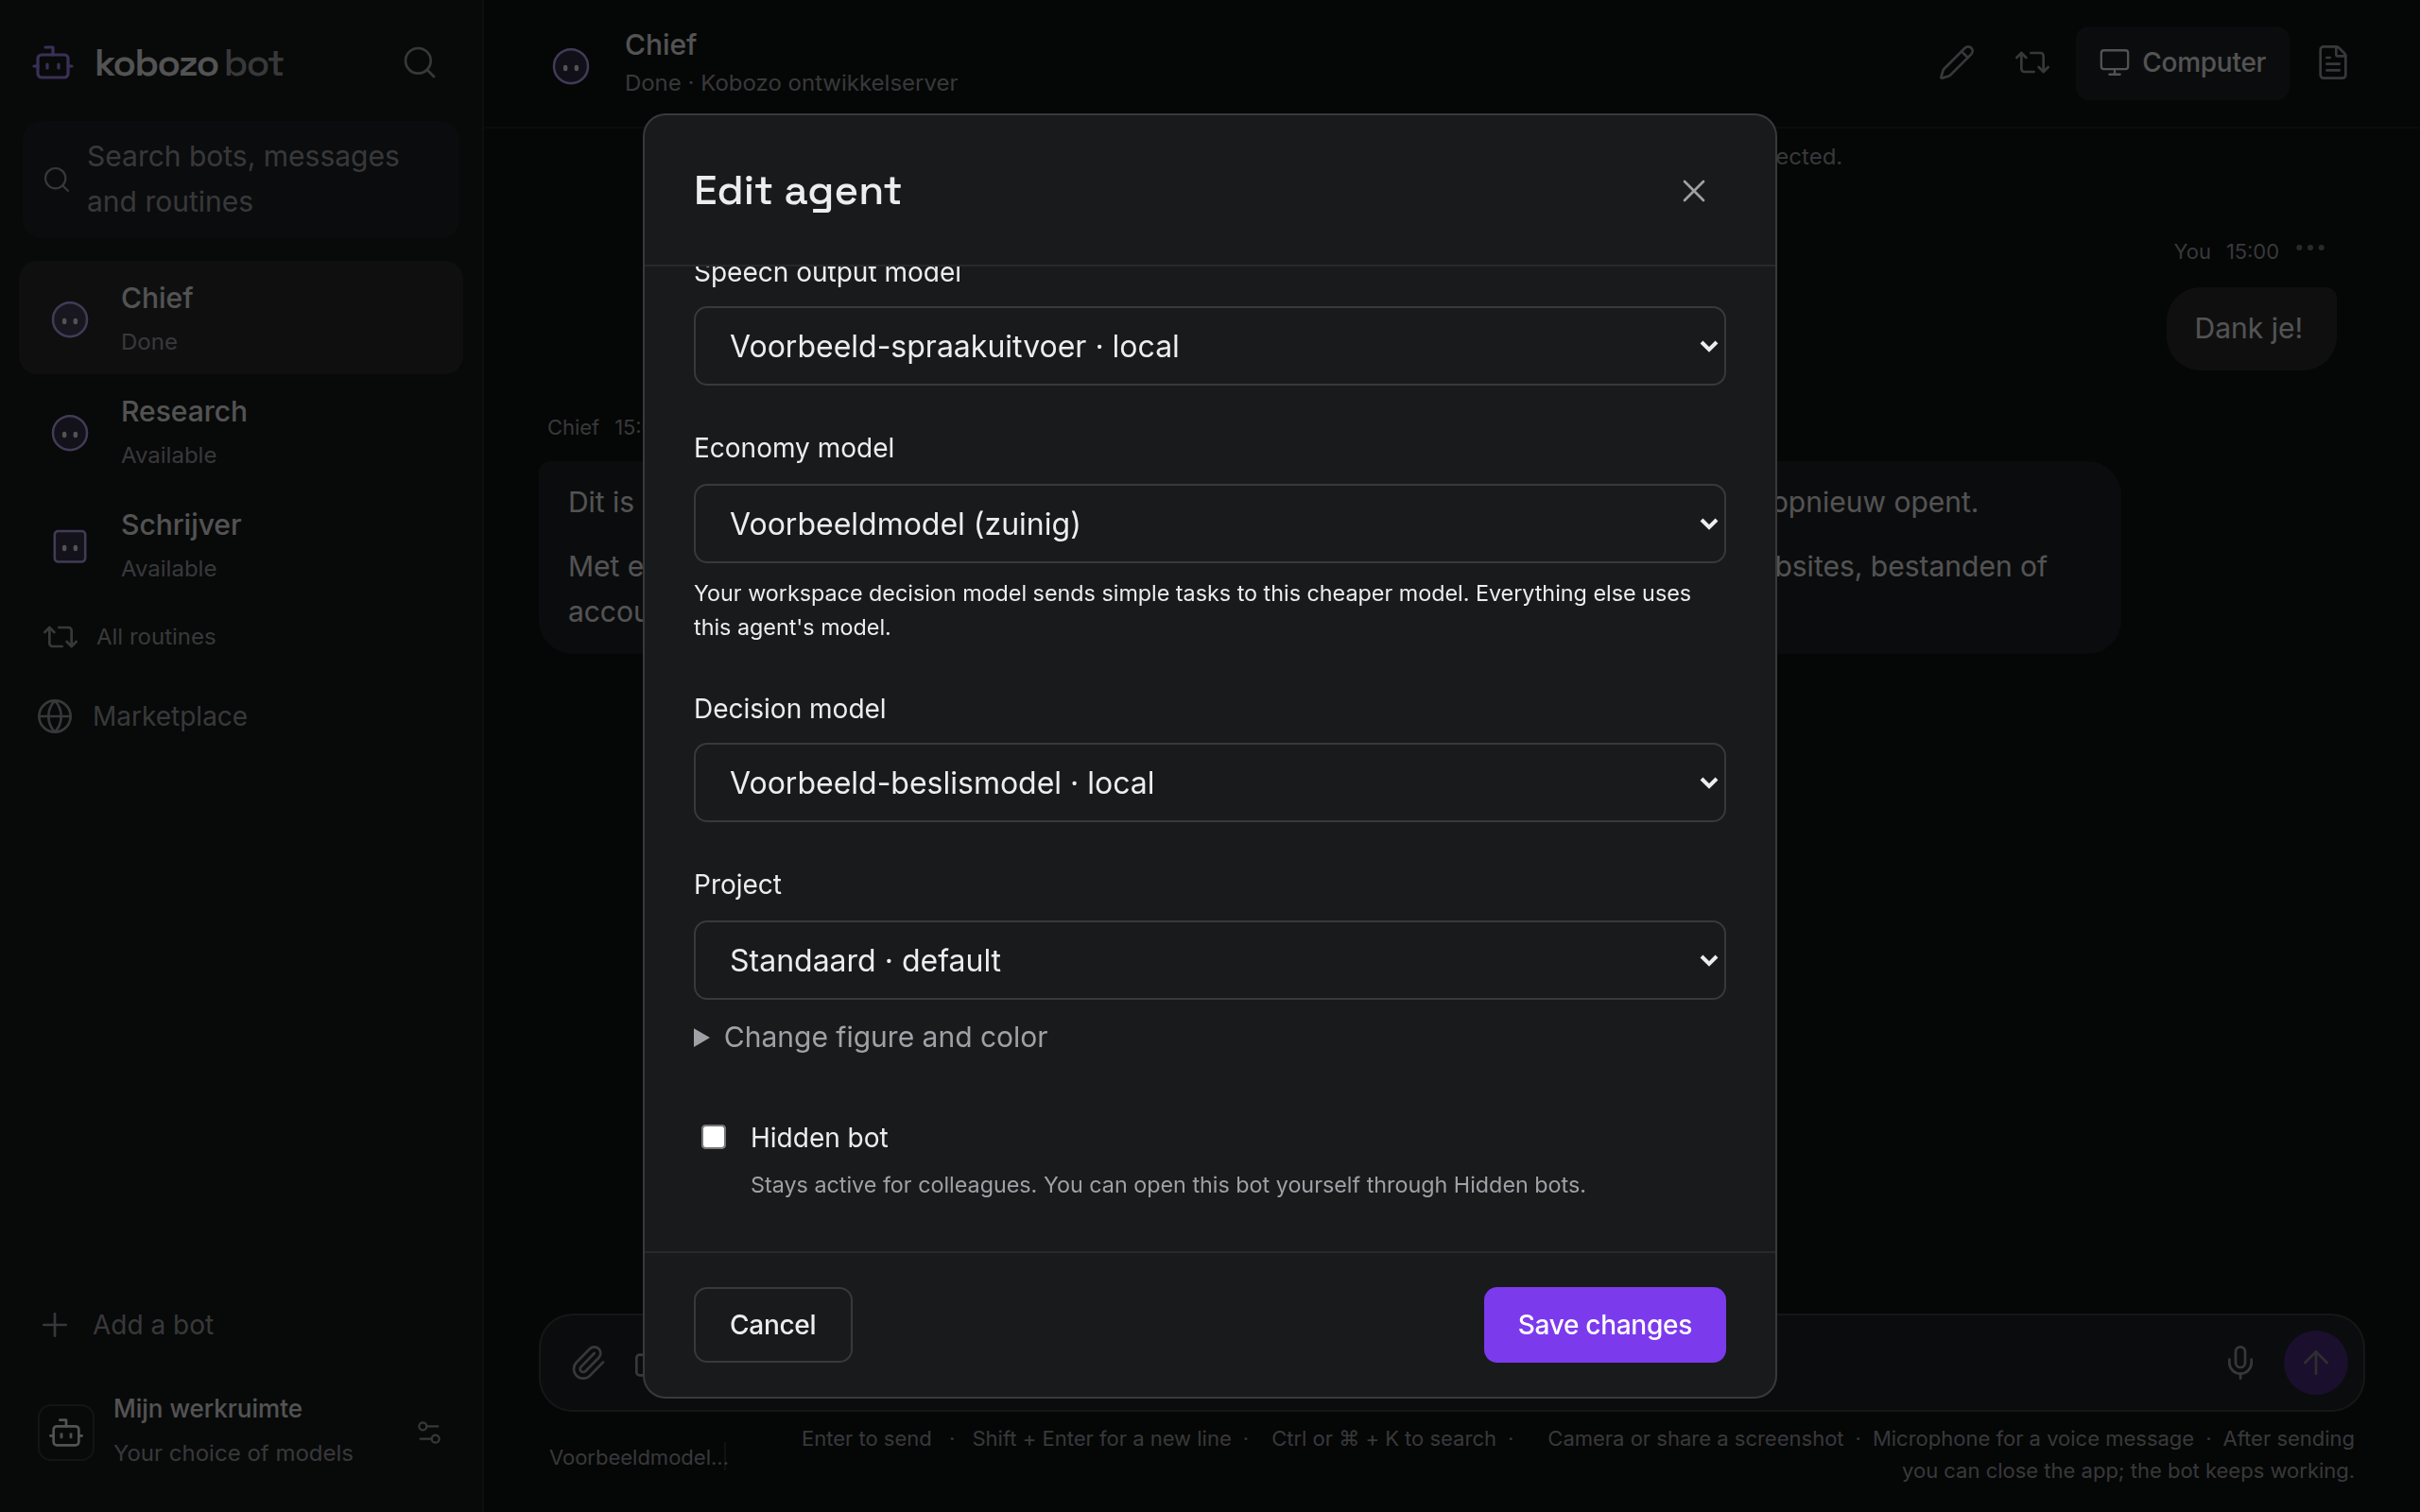 kobozo bot
Search bots, messages
and routines
Chief
Done
Research
Available
Schrijver
Available
All routines
Marketplace
Add a bot
Mijn werkruimte
Your choice of models
Chief
Done · Kobozo ontwikkelserver
Computer
ected.
You 15:00
Dank je!
Chief 15:
Dit is
opnieuw opent.
Met e
bsites, bestanden of
accou
Edit agent
Speech output model
Voorbeeld-spraakuitvoer · local
Economy model
Voorbeeldmodel (zuinig)
Your workspace decision model sends simple tasks to this cheaper model. Everything else uses
this agent's model.
Decision model
Voorbeeld-beslismodel · local
Project
Standaard · default
Change figure and color
Hidden bot
Stays active for colleagues. You can open this bot yourself through Hidden bots.
Cancel
Save changes
Voorbeeldmodel...
Enter to send · Shift + Enter for a new line · Ctrl or ⌘ + K to search · Camera or share a screenshot · Microphone for a voice message · After sending
you can close the app; the bot keeps working.